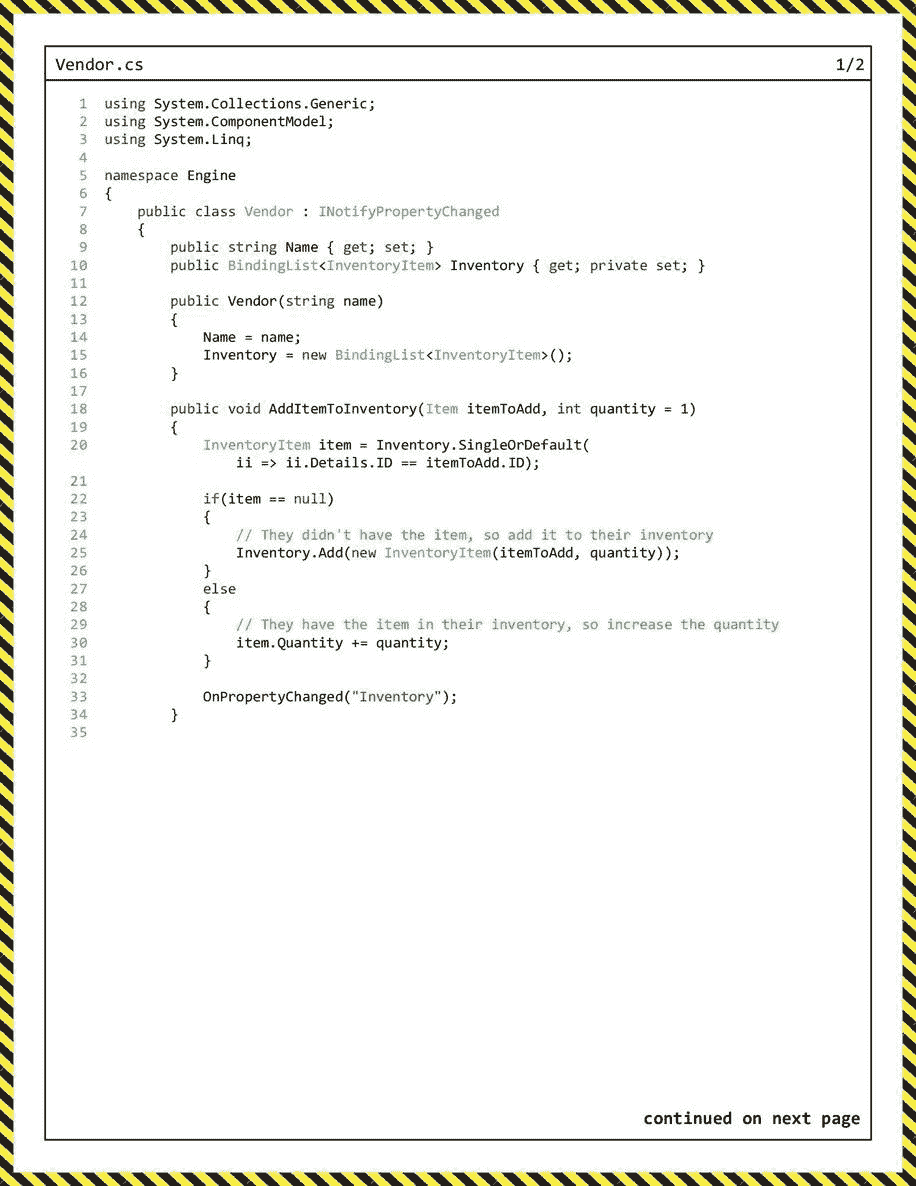 Vendor.cs 1/2
1 using System.Collections.Generic;
2 using System.ComponentModel;
3 using System.Linq;
4
5 namespace Engine
6 {
7     public class Vendor : INotifyPropertyChanged
8     {
9         public string Name { get; set; }
10         public BindingList<InventoryItem> Inventory { get; private set; }
11
12         public Vendor(string name)
13         {
14             Name = name;
15             Inventory = new BindingList<InventoryItem>();
16         }
17
18         public void AddItemToInventory(Item itemToAdd, int quantity = 1)
19         {
20             InventoryItem item = Inventory.SingleOrDefault(
                ii => ii.Details.ID == itemToAdd.ID);
21
22             if(item == null)
23             {
24                 // They didn't have the item, so add it to their inventory
25                 Inventory.Add(new InventoryItem(itemToAdd, quantity));
26             }
27             else
28             {
29                 // They have the item in their inventory, so increase the quantity
30                 item.Quantity += quantity;
31             }
32
33             OnPropertyChanged("Inventory");
34         }
35
continued on next page